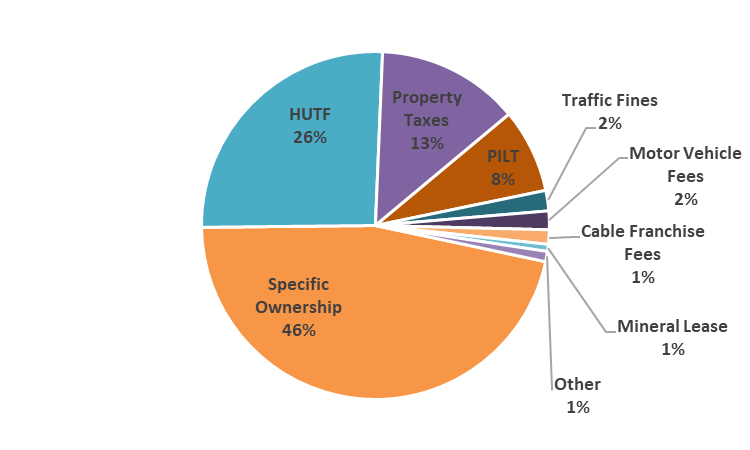 HUTF
26%
Property
Taxes
13%
PILT
8%
Traffic Fines
2%
Motor Vehicle
Fees
2%
Cable Franchise
Fees
1%
Mineral Lease
1%
Other
1%
Specific
Ownership
46%